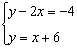 y − 2x = −4
y = x + 6